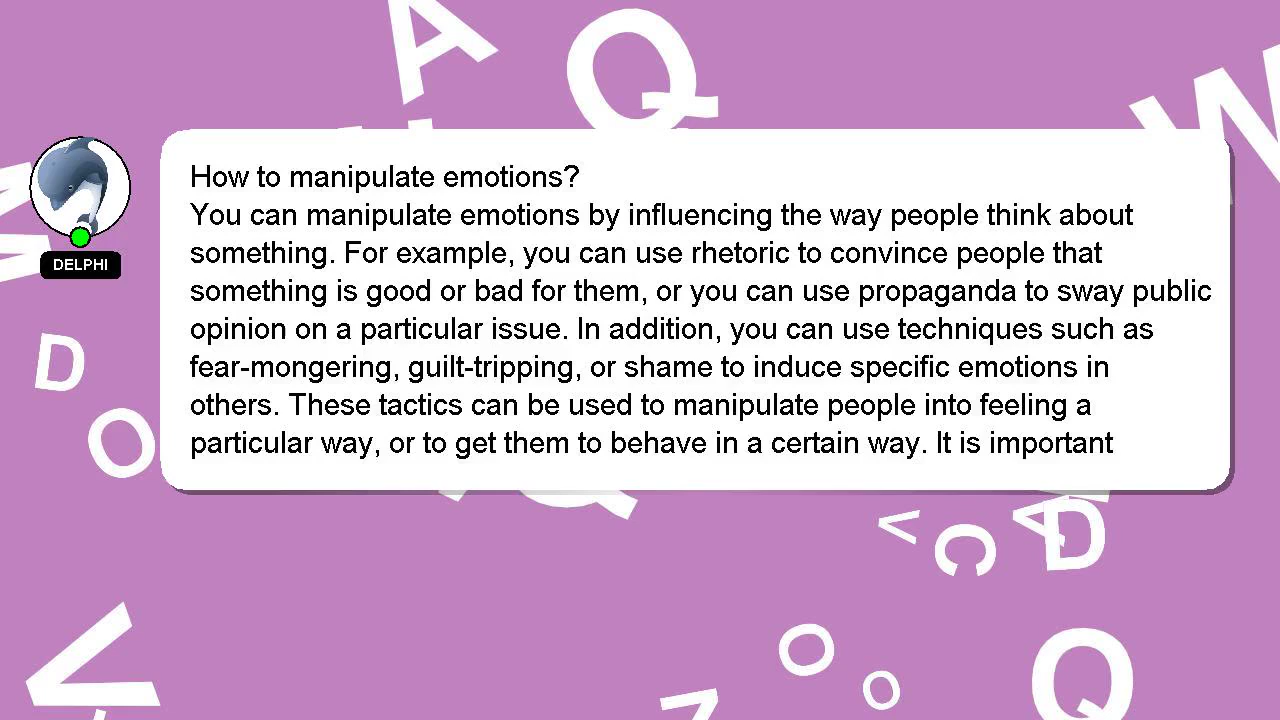 How to manipulate emotions?
You can manipulate emotions by influencing the way people think about
something. For example, you can use rhetoric to convince people that
something is good or bad for them, or you can use propaganda to sway public
opinion on a particular issue. In addition, you can use techniques such as
fear-mongering, guilt-tripping, or shame to induce specific emotions in
others. These tactics can be used to manipulate people into feeling a
particular way, or to get them to behave in a certain way. It is important
DELPHI
A
Q
W
D
O
V
C
A
D
V
O
O
Q
Z